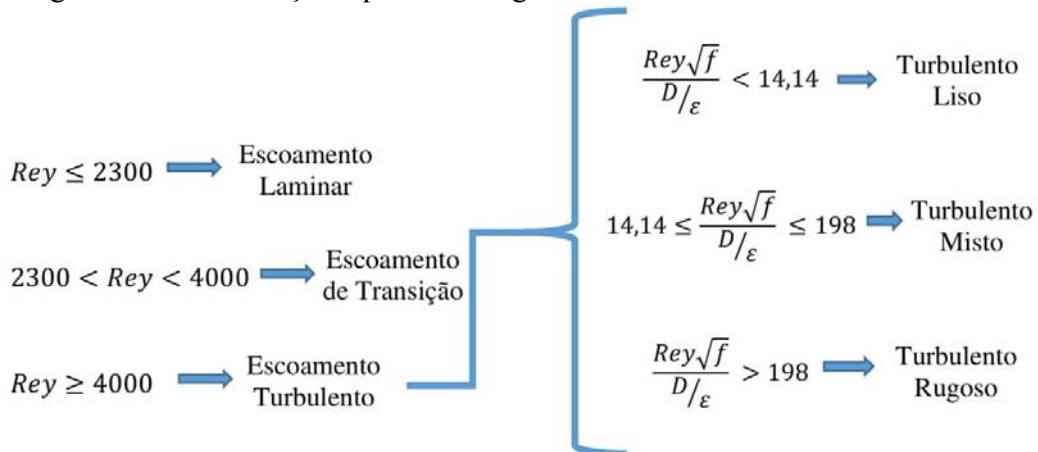 Rey ≤ 2300
Escoamento
Laminar
2300 < Rey < 4000
Escoamento
de Transição
Rey ≥ 4000
Escoamento
Turbulento
Rey√f / D/ε < 14,14
Turbulento
Liso
14,14 ≤ Rey√f / D/ε ≤ 198
Turbulento
Misto
Rey√f / D/ε > 198
Turbulento
Rugoso